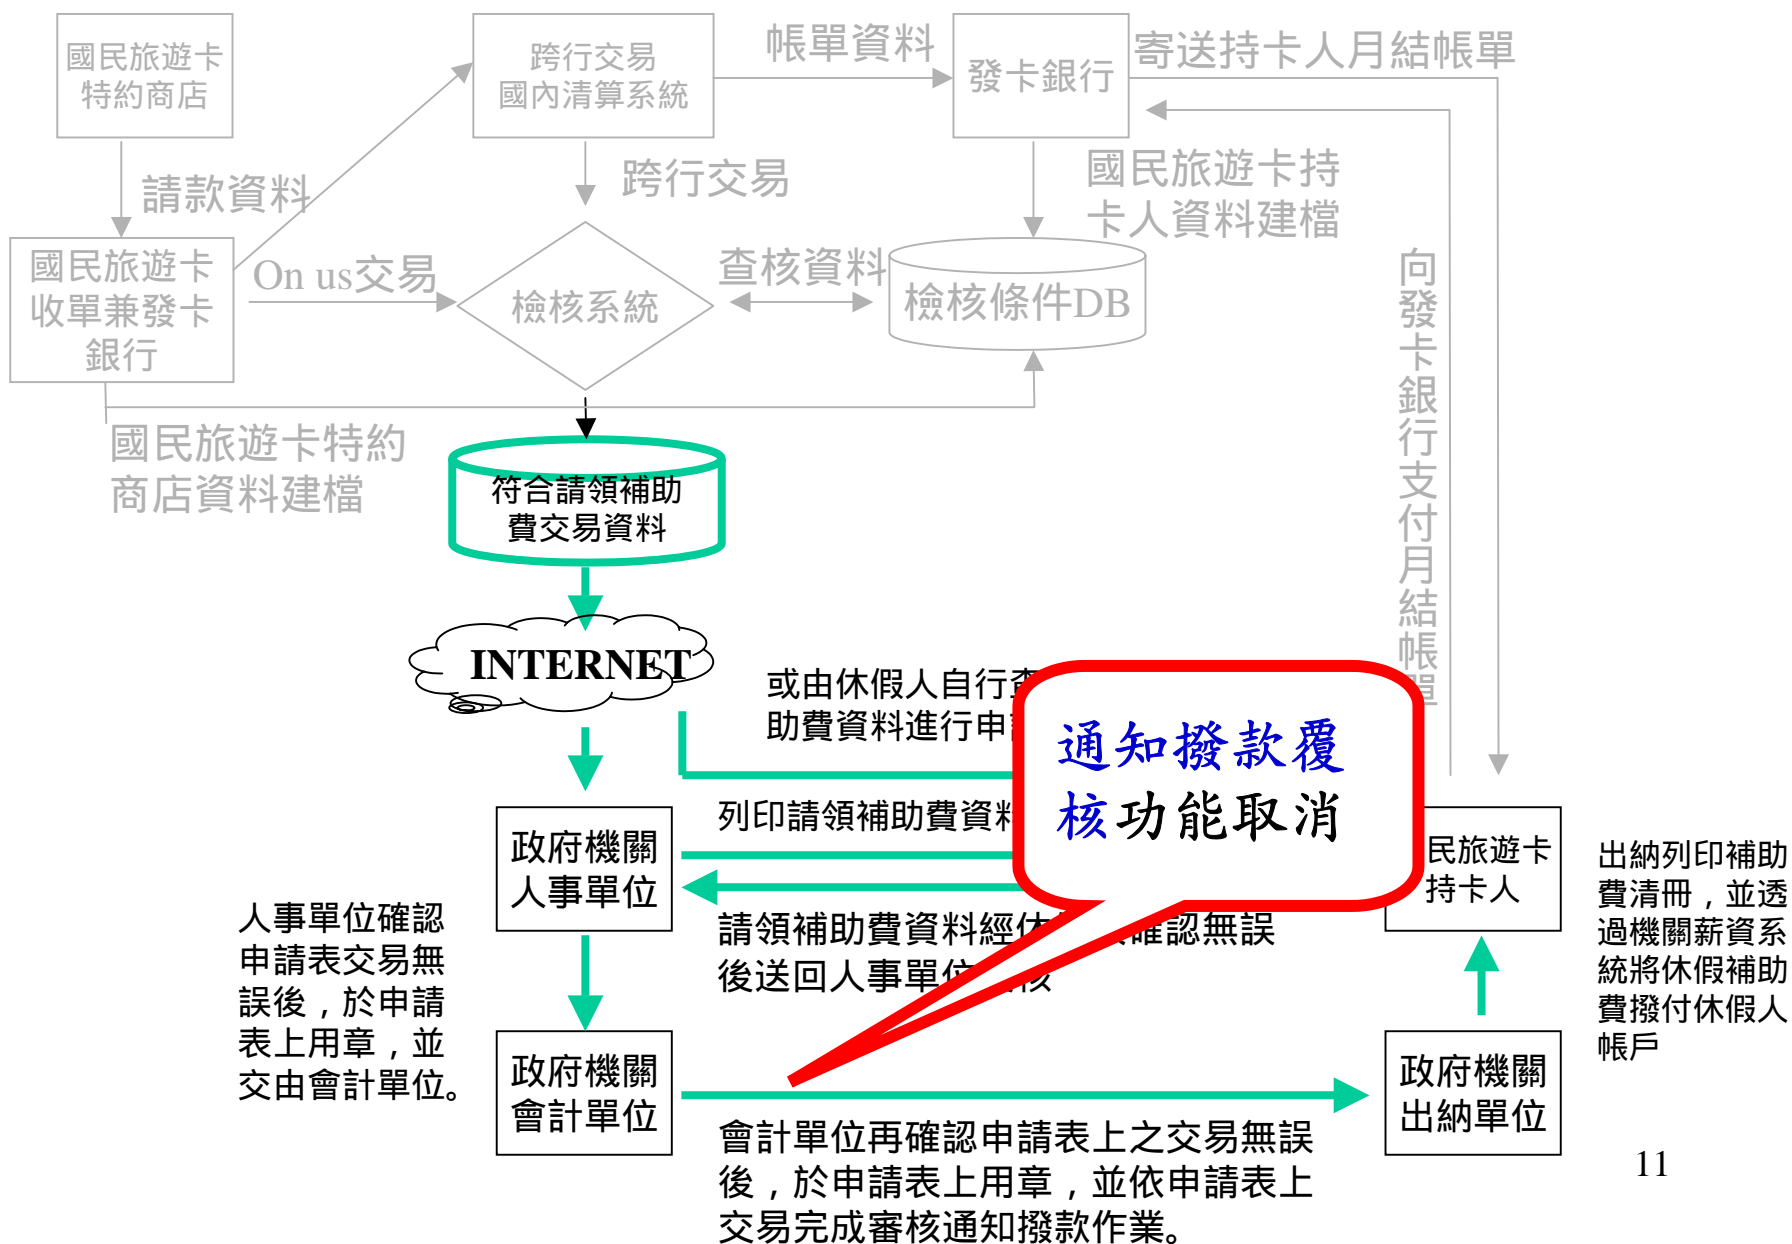 國民旅遊卡
特約商店
跨行交易
國內清算系統
帳單資料
發卡銀行
寄送持卡人月結帳單
請款資料
跨行交易
國民旅遊卡持
卡人資料建檔
國民旅遊卡
收單兼發卡
銀行
On us交易
檢核系統
查核資料
檢核條件DB
向發卡銀行支付月結帳單
國民旅遊卡特約
商店資料建檔
符合請領補助
費交易資料
INTERNET
或由休假人自行查
助費資料進行申
通知撥款覆
核功能取消
列印請領補助費資料
政府機關
人事單位
民旅遊卡
持卡人
出納列印補助
費清冊，並透
過機關薪資系
統將休假補助
費撥付休假人
帳戶
人事單位確認
申請表交易無
誤後，於申請
表上用章，並
交由會計單位。
請領補助費資料經休 確認無誤
後送回人事單位 核
政府機關
會計單位
政府機關
出納單位
會計單位再確認申請表上之交易無誤
後，於申請表上用章，並依申請表上
交易完成審核通知撥款作業。
11